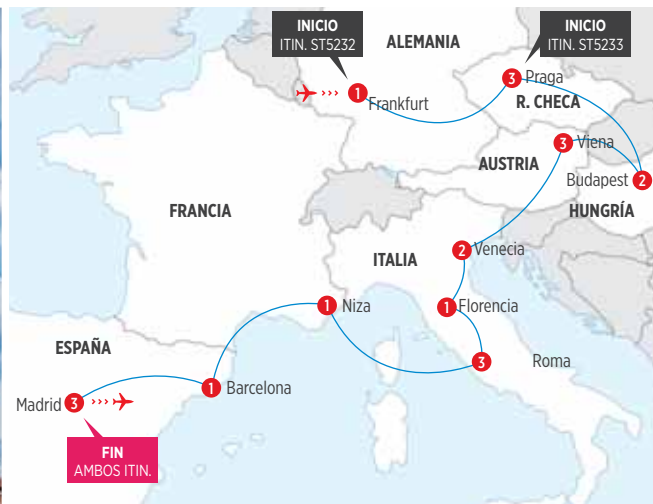 INICIO
ITIN. ST5232
INICIO
ITIN. ST5233
ALEMANIA
3 Praga
1
Frankfurt
R. CHECA
3 Viena
AUSTRIA
Budapest 2
HUNGRÍA
FRANCIA
2 Venecia
ITALIA
1 Niza
1 Florencia
3 Roma
ESPAÑA
1 Barcelona
Madrid 3
FIN
AMBOS ITIN.